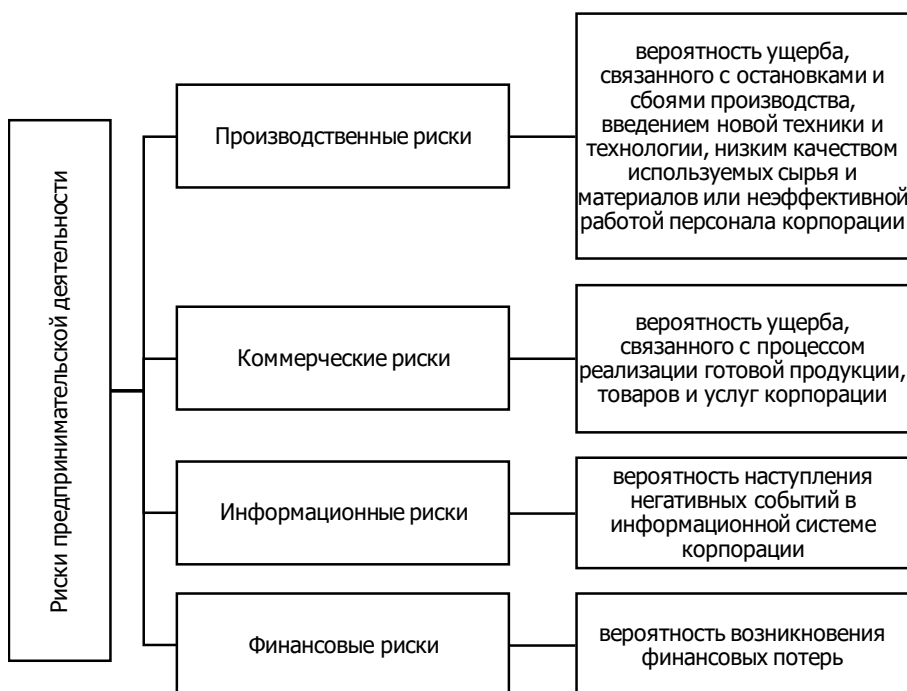 Риски предпринимательской деятельности
Производственные риски
вероятность ущерба,
связанного с остановками и
сбоями производства,
введением новой техники и
технологии, низким качеством
используемых сырья и
материалов или неэффективной
работой персонала корпорации
Коммерческие риски
вероятность ущерба,
связанного с процессом
реализации готовой продукции,
товаров и услуг корпорации
Информационные риски
вероятность наступления
негативных событий в
информационной системе
корпорации
Финансовые риски
вероятность возникновения
финансовых потерь